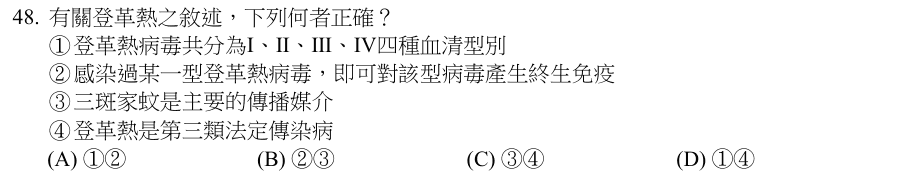 48. 有關登革熱之敘述，下列何者正確？
①登革熱病毒共分為I、II、III、IV四種血清型別
②感染過某一型登革熱病毒，即可對該型病毒產生終生免疫
③三斑家蚊是主要的傳播媒介
④登革熱是第三類法定傳染病
(A) ①② (B) ②③ (C) ③④ (D) ①④